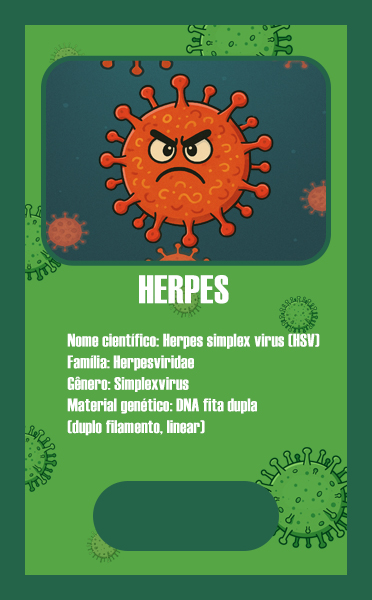 HERPES
Nome científico: Herpes simplex virus (HSV)
Família: Herpesviridae
Gênero: Simplexvirus
Material genético: DNA fita dupla
(duplo filamento, linear)